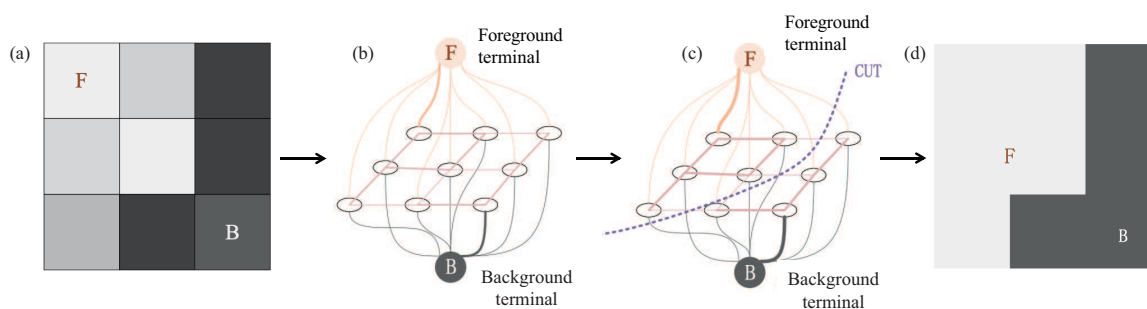 (a)
F
B
(b)
Foreground
terminal
F
B
Background
terminal
(c)
Foreground
terminal
F
CUT
B
Background
terminal
(d)
F
B